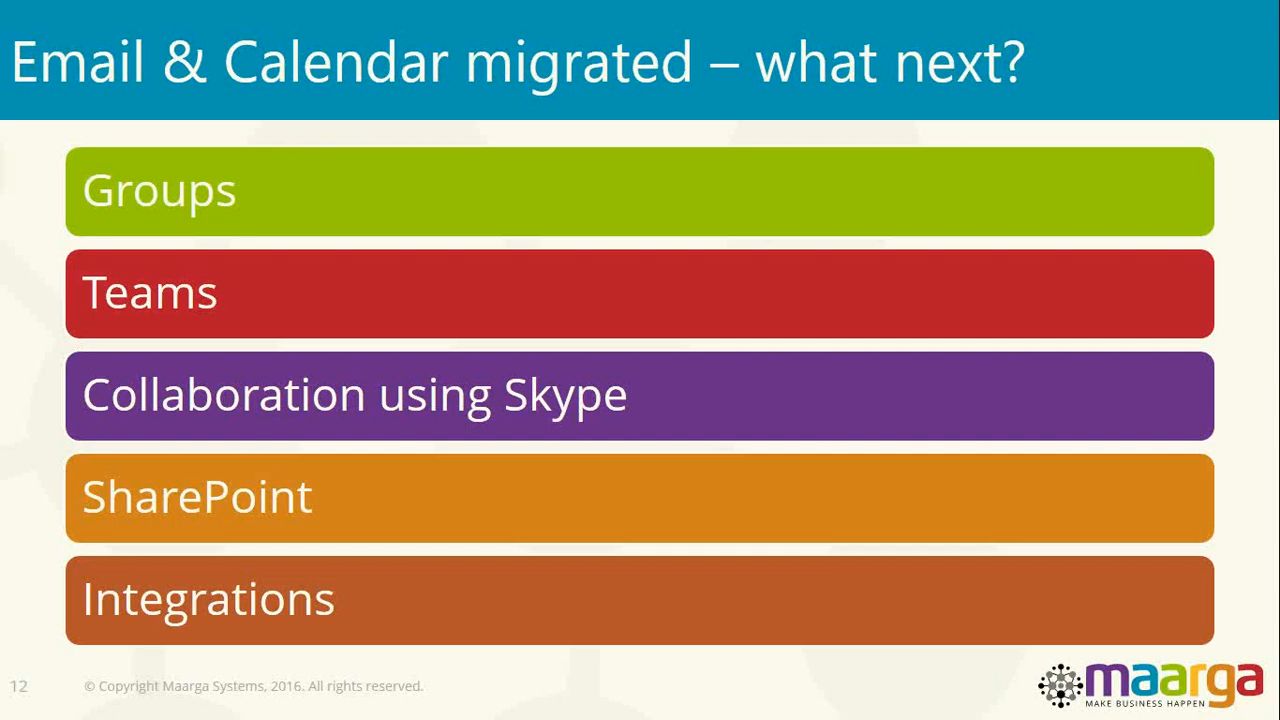 Email & Calendar migrated – what next?
Groups
Teams
Collaboration using Skype
SharePoint
Integrations
12 © Copyright Maarga Systems, 2016. All rights reserved.
maarga
MAKE BUSINESS HAPPEN